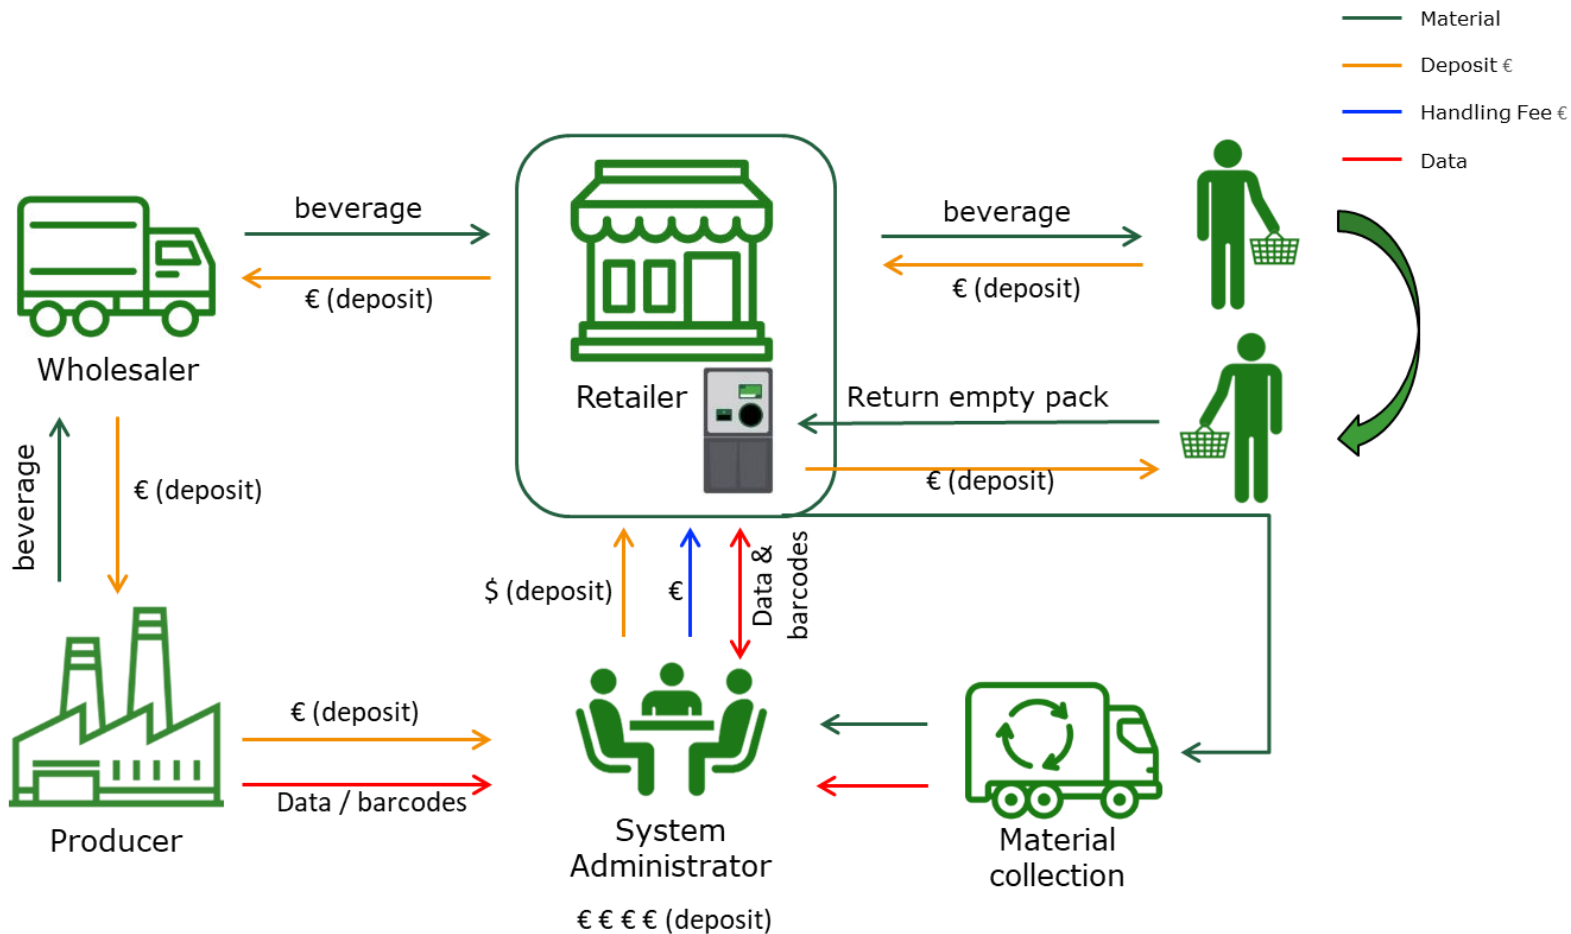 Material
Deposit €
Handling Fee €
Data
beverage
€ (deposit)
Wholesaler
beverage
€ (deposit)
Retailer
Return empty pack
€ (deposit)
beverage
€ (deposit)
$ (deposit)
€
Data &
barcodes
€ (deposit)
Data / barcodes
Producer
System
Administrator
€ € € € (deposit)
Material
collection